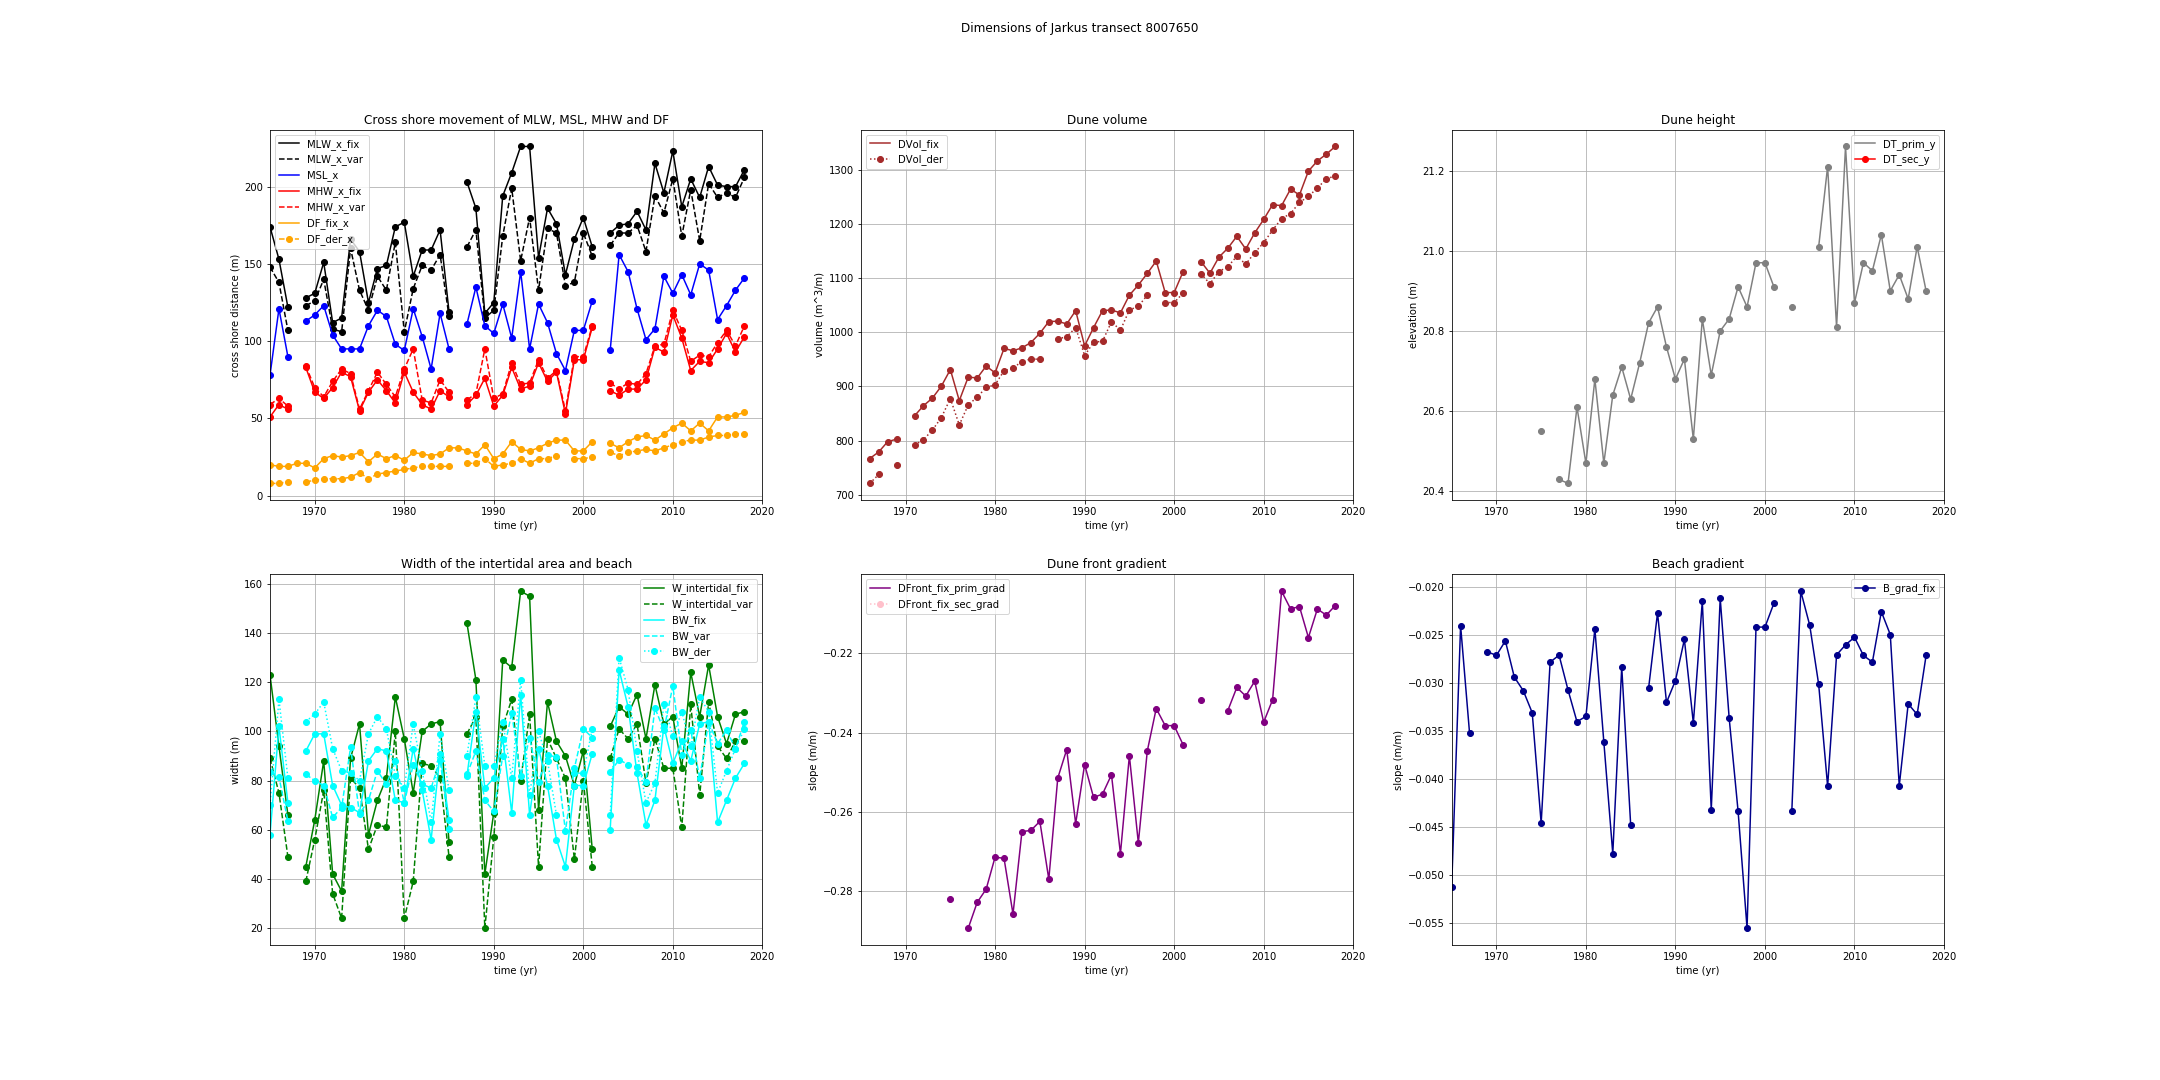 Dimensions of Jarkus transect 8007650
Cross shore movement of MLW, MSL, MHW and DF
MLW_x_fix
MLW_x_var
MSL_x
MHW_x_fix
MHW_x_var
DF_fix_x
DF_der_x
cross shore distance (m)
200
150
100
50
0
1970 1980 1990 2000 2010 2020
time (yr)
Dune volume
DVol_fix
DVol_der
volume (m^3/m)
1300
1200
1100
1000
900
800
700
1970 1980 1990 2000 2010 2020
time (yr)
Dune height
DT_prim_y
DT_sec_y
elevation (m)
21.2
21.0
20.8
20.6
20.4
1970 1980 1990 2000 2010 2020
time (yr)
Width of the intertidal area and beach
W_intertidal_fix
W_intertidal_var
BW_fix
BW_var
BW_der
width (m)
160
140
120
100
80
60
40
20
1970 1980 1990 2000 2010 2020
time (yr)
Dune front gradient
DFront_fix_prim_grad
DFront_fix_sec_grad
slope (m/m)
−0.22
−0.24
−0.26
−0.28
1970 1980 1990 2000 2010 2020
time (yr)
Beach gradient
B_grad_fix
slope (m/m)
−0.020
−0.025
−0.030
−0.035
−0.040
−0.045
−0.050
−0.055
1970 1980 1990 2000 2010 2020
time (yr)